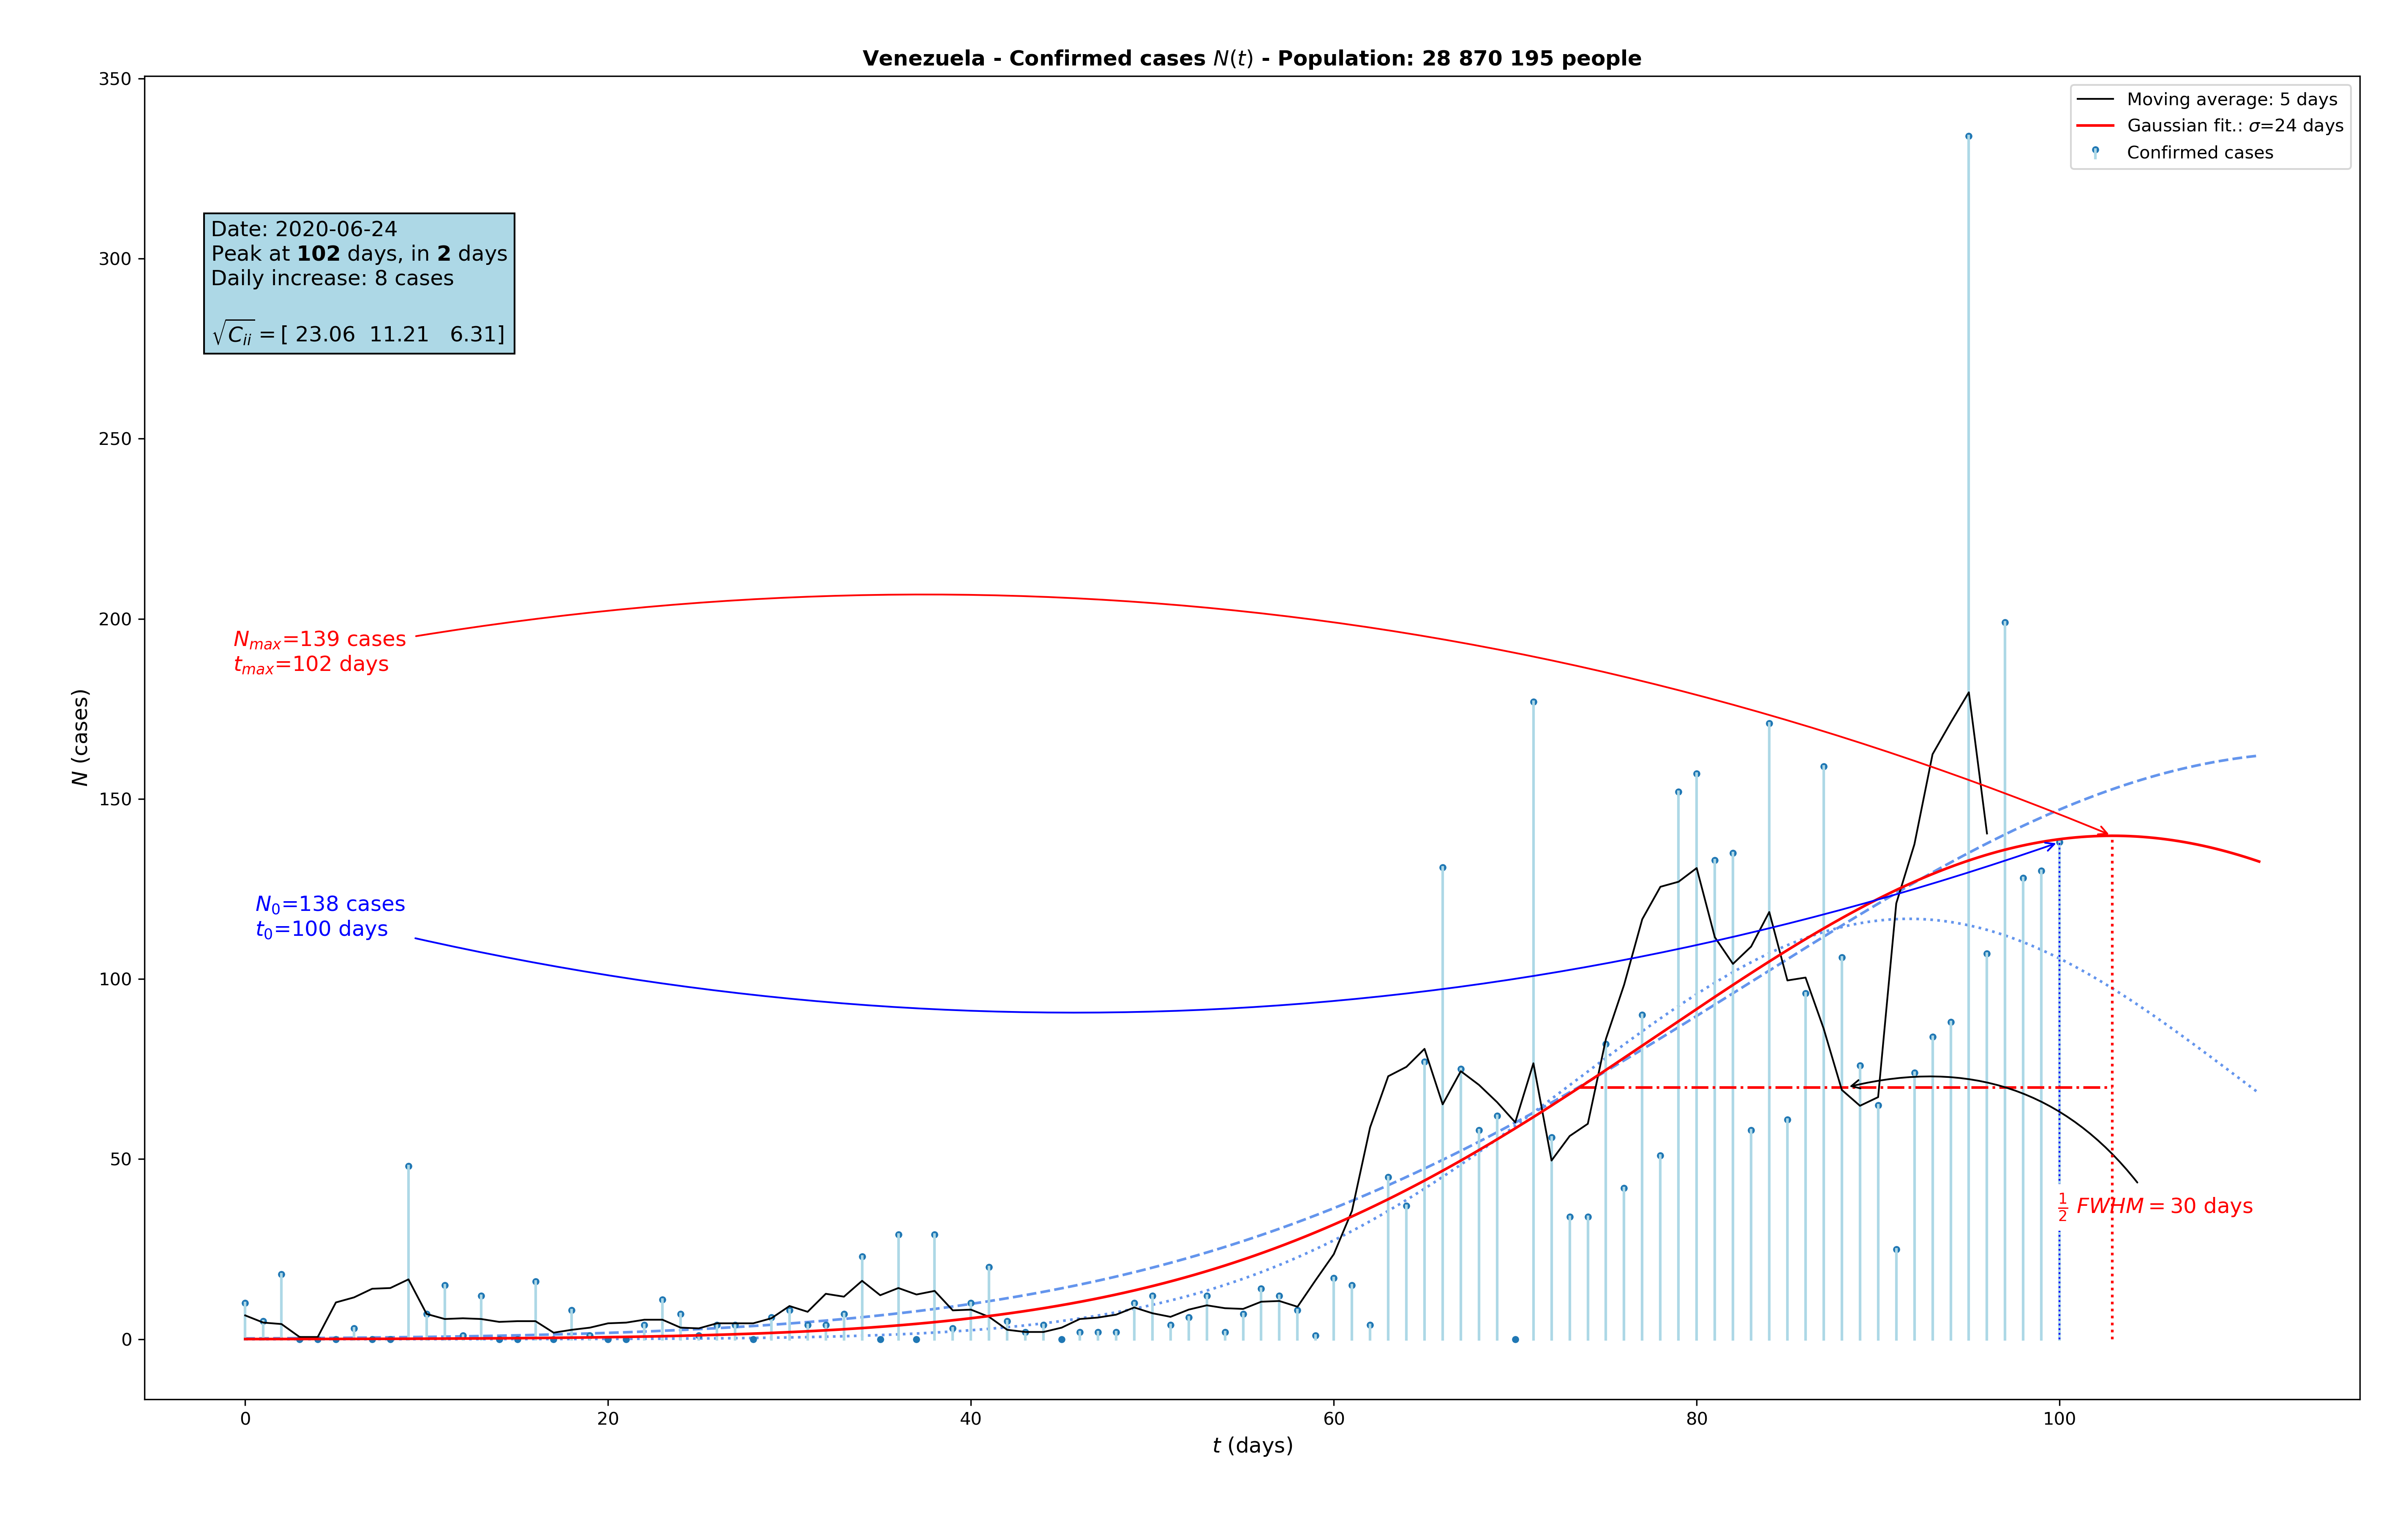 Venezuela - Confirmed cases N(t) - Population: 28 870 195 people
350
300
250
200
150
100
50
0
N (cases)
Moving average: 5 days
Gaussian fit.: σ=24 days
Confirmed cases
Date: 2020-06-24
Peak at 102 days, in 2 days
Daily increase: 8 cases
√Cᵢᵢ = [ 23.06 11.21 6.31]
Nₘₐₓ=139 cases
tₘₐₓ=102 days
N₀=138 cases
t₀=100 days
½ FWHM = 30 days
0 20 40 60 80 100
t (days)